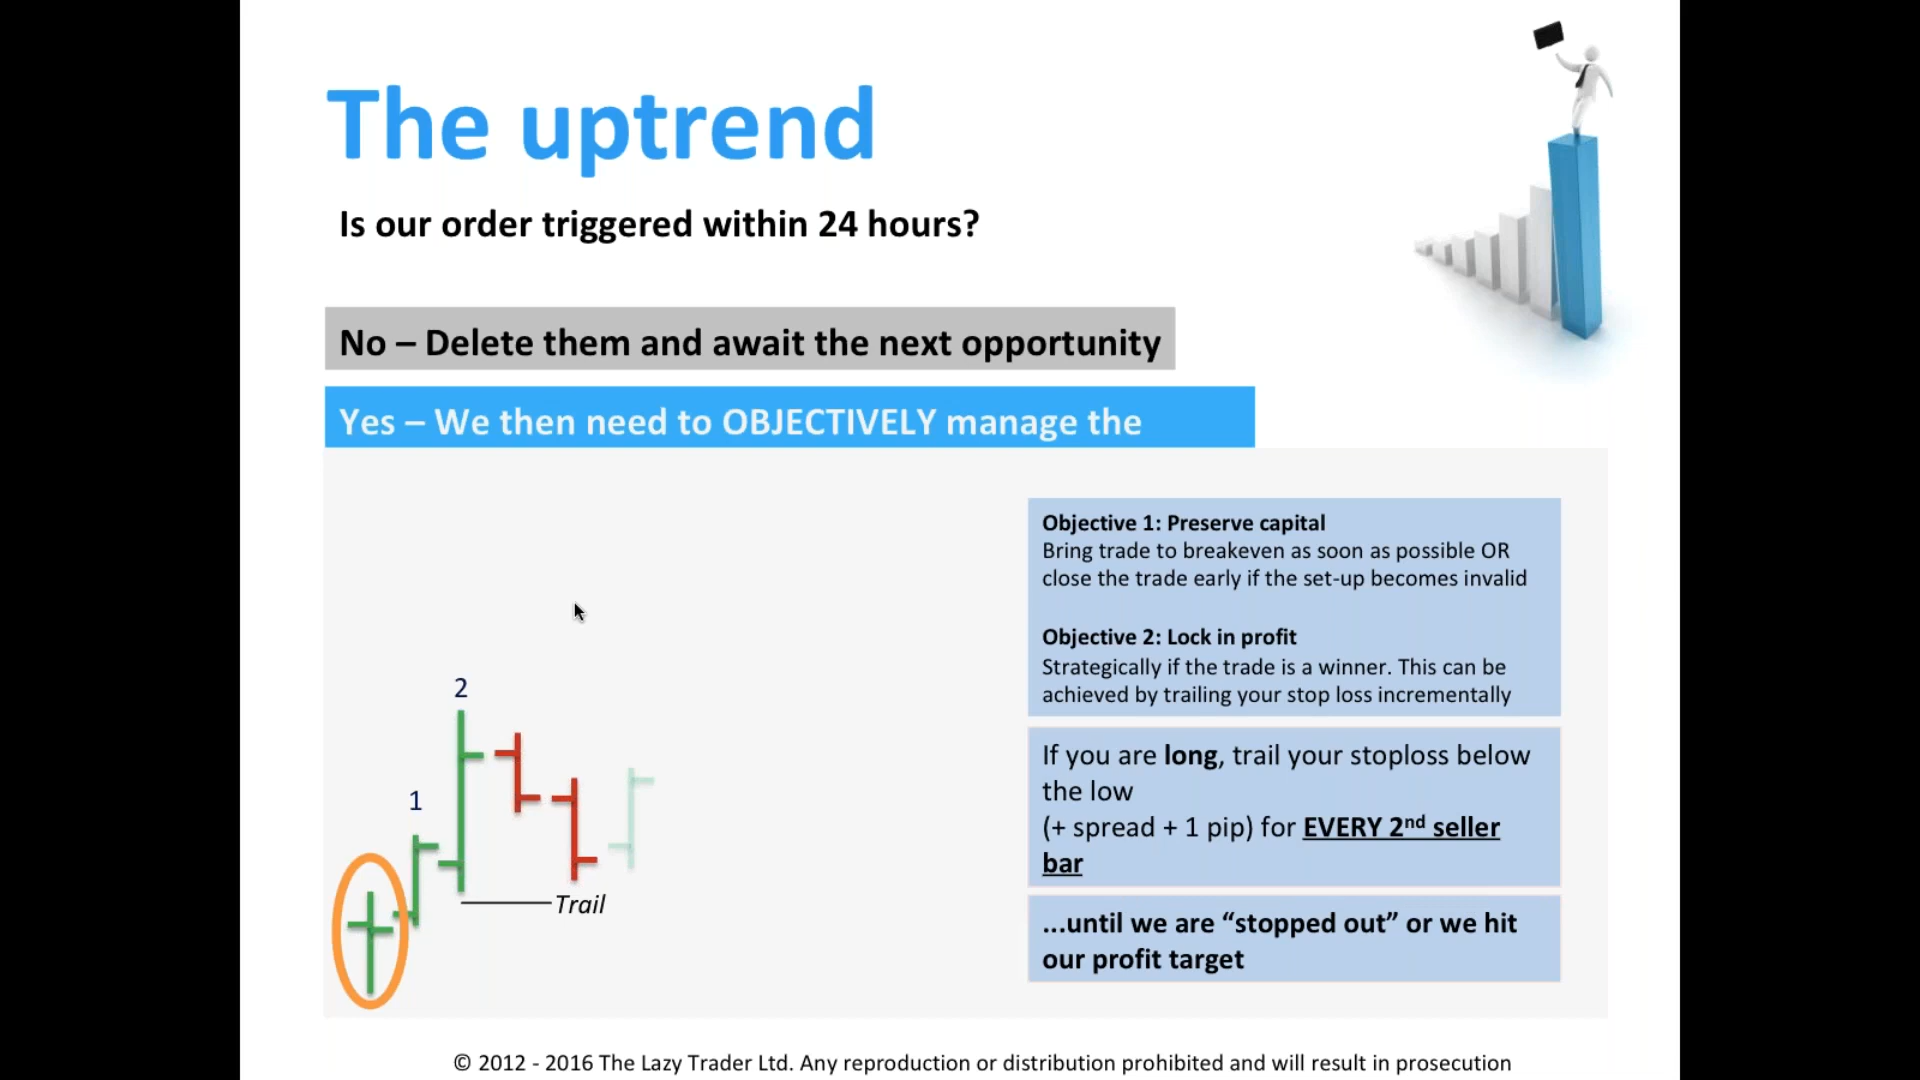 The uptrend
Is our order triggered within 24 hours?
No – Delete them and await the next opportunity
Yes – We then need to OBJECTIVELY manage the
Objective 1: Preserve capital
Bring trade to breakeven as soon as possible OR
close the trade early if the set-up becomes invalid
Objective 2: Lock in profit
Strategically if the trade is a winner. This can be
achieved by trailing your stop loss incrementally
If you are long, trail your stoploss below
the low
(+ spread + 1 pip) for EVERY 2nd seller
bar
...until we are “stopped out” or we hit
our profit target
2
1
Trail
© 2012 - 2016 The Lazy Trader Ltd. Any reproduction or distribution prohibited and will result in prosecution